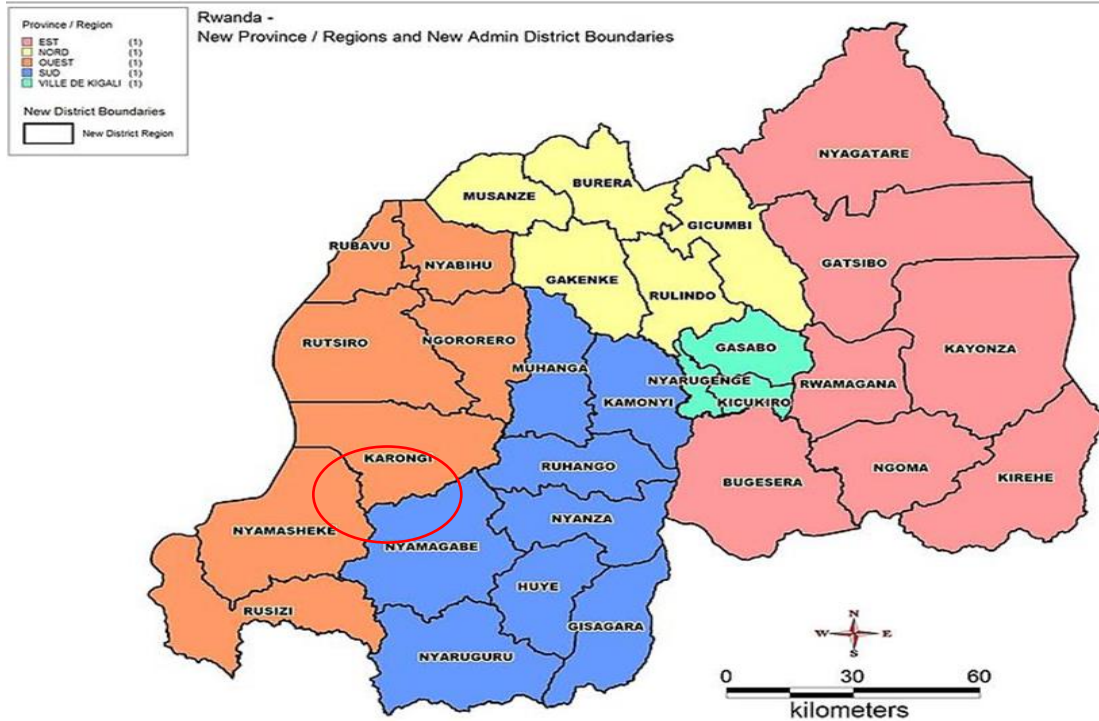 Province / Region
EST (1)
NORD (1)
OUEST (1)
SUD (1)
VILLE DE KIGALI (1)
New District Boundaries
New District Region
Rwanda -
New Province / Regions and New Admin District Boundaries
NYAGATARE
BURERA
MUSANZE
GICUMBI
RUBAVU
NYABIHU
GATSIBO
GAKENKE
RULINDO
RUTSIRO
NGORORERO
GASABO
KAYONZA
MUHANGA
NYARUGENGE
RWAMAGANA
KAMONYI
KICUKIRO
KARONGI
RUHANGO
NGOMA
BUGESERA
KIREHE
NYANZA
NYAMASHEKE
NYAMAGABE
HUYE
RUSIZI
GISAGARA
NYARUGURU
N
W E
S
0 30 60
kilometers